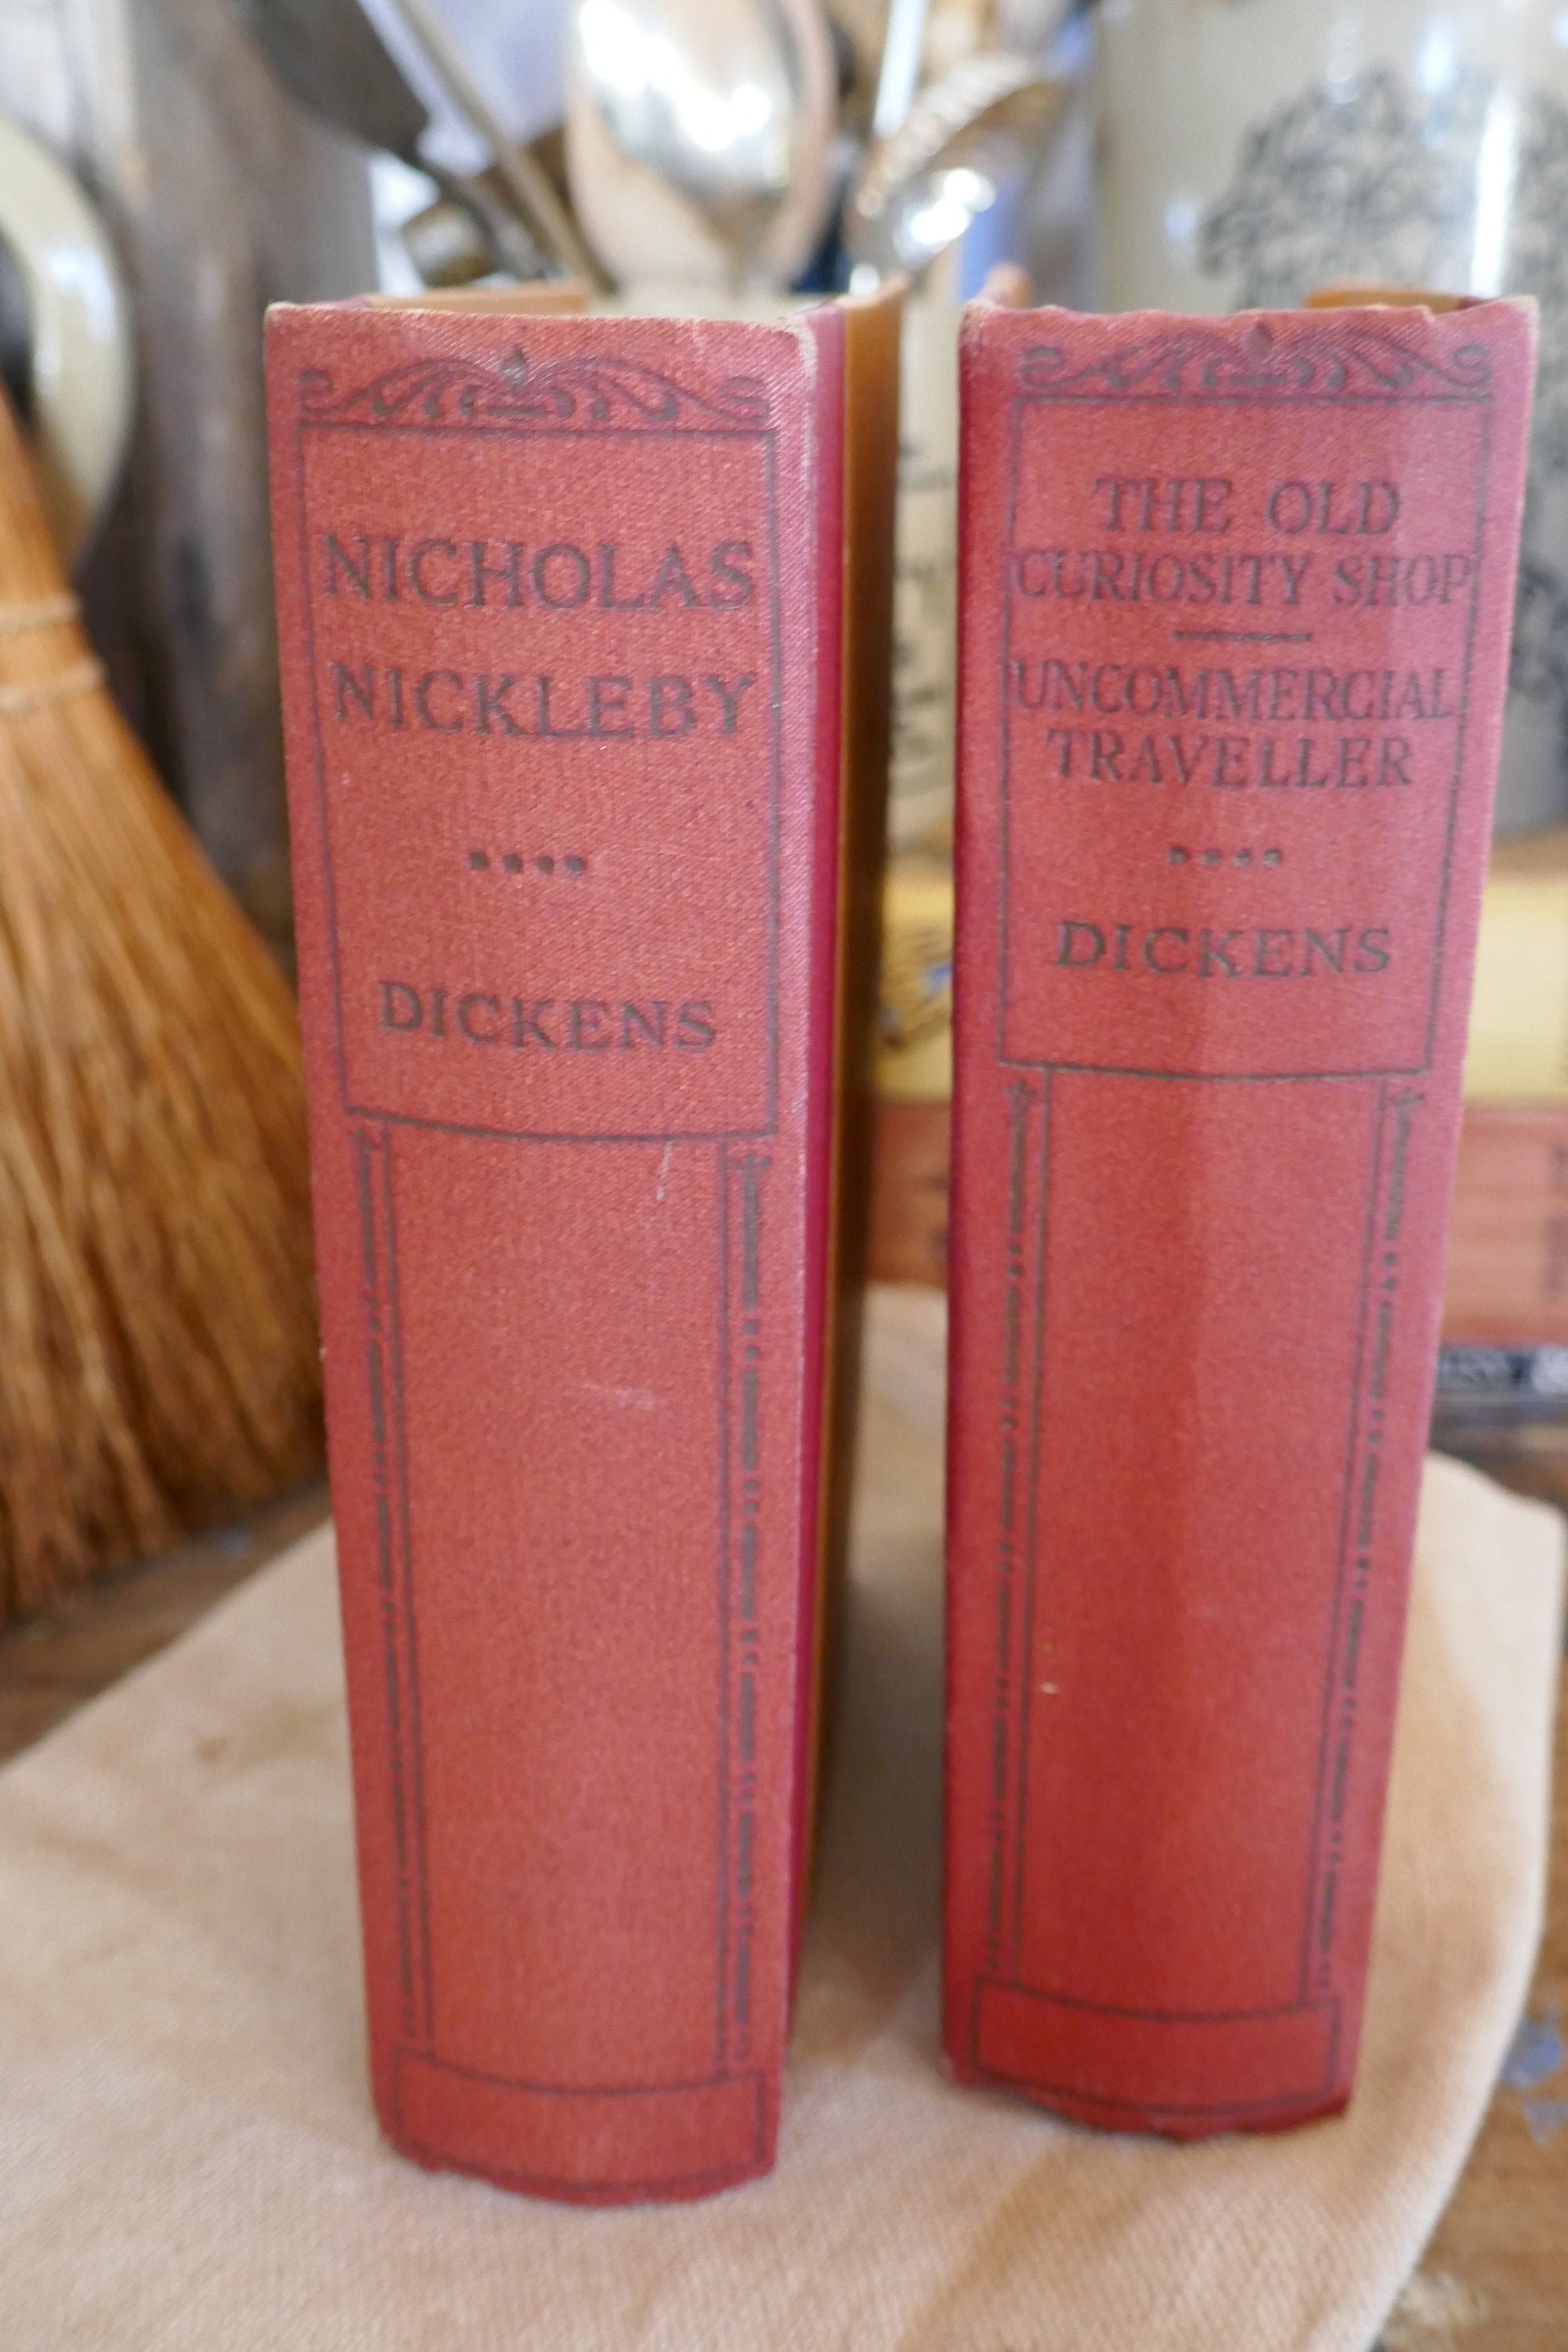 NICHOLAS
NICKLEBY
DICKENS
THE OLD
CURIOSITY SHOP
UNCOMMERCIAL
TRAVELLER
DICKENS